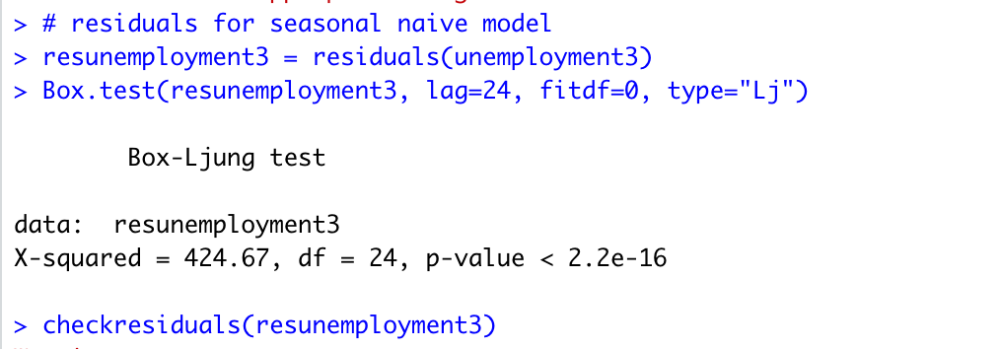 > # residuals for seasonal naive model
> resunemployment3 = residuals(unemployment3)
> Box.test(resunemployment3, lag=24, fitdf=0, type="Lj")
Box-Ljung test
data:  resunemployment3
X-squared = 424.67, df = 24, p-value < 2.2e-16
> checkresiduals(resunemployment3)